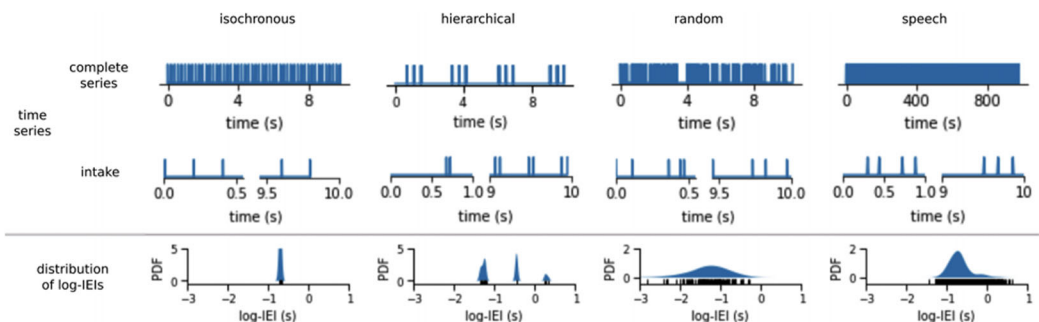 isochronous hierarchical random speech
complete
series
0 4 8 0 4 8 0 4 8 0 400 800
time (s) time (s) time (s) time (s)
time
series
intake
0.0 0.5 9.5 10.0 0.0 0.5 1.0 9 10 0.0 0.5 9.5 10.0 0.0 0.5 1.0 9 10
time (s) time (s) time (s) time (s)
distribution
of log-IEIs
PDF 5 0 PDF 5 0 PDF 2 0 PDF 2 0
−3 −2 −1 0 1 −3 −2 −1 0 1 −3 −2 −1 0 1 −3 −2 −1 0 1
log-IEI (s) log-IEI (s) log-IEI (s) log-IEI (s)